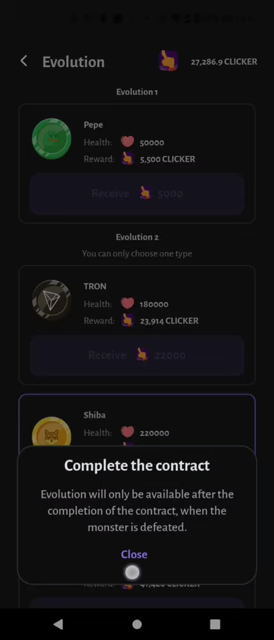 Evolution
27,286.9 CLICKER
Evolution 1
Pepe
Health: 50000
Reward: 5,500 CLICKER
Receive 5000
Evolution 2
You can only choose one type
TRON
Health: 180000
Reward: 23,914 CLICKER
Receive 22000
Shiba
Health: 220000
Complete the contract
Evolution will only be available after the
completion of the contract, when the
monster is defeated.
Close
CLICKER